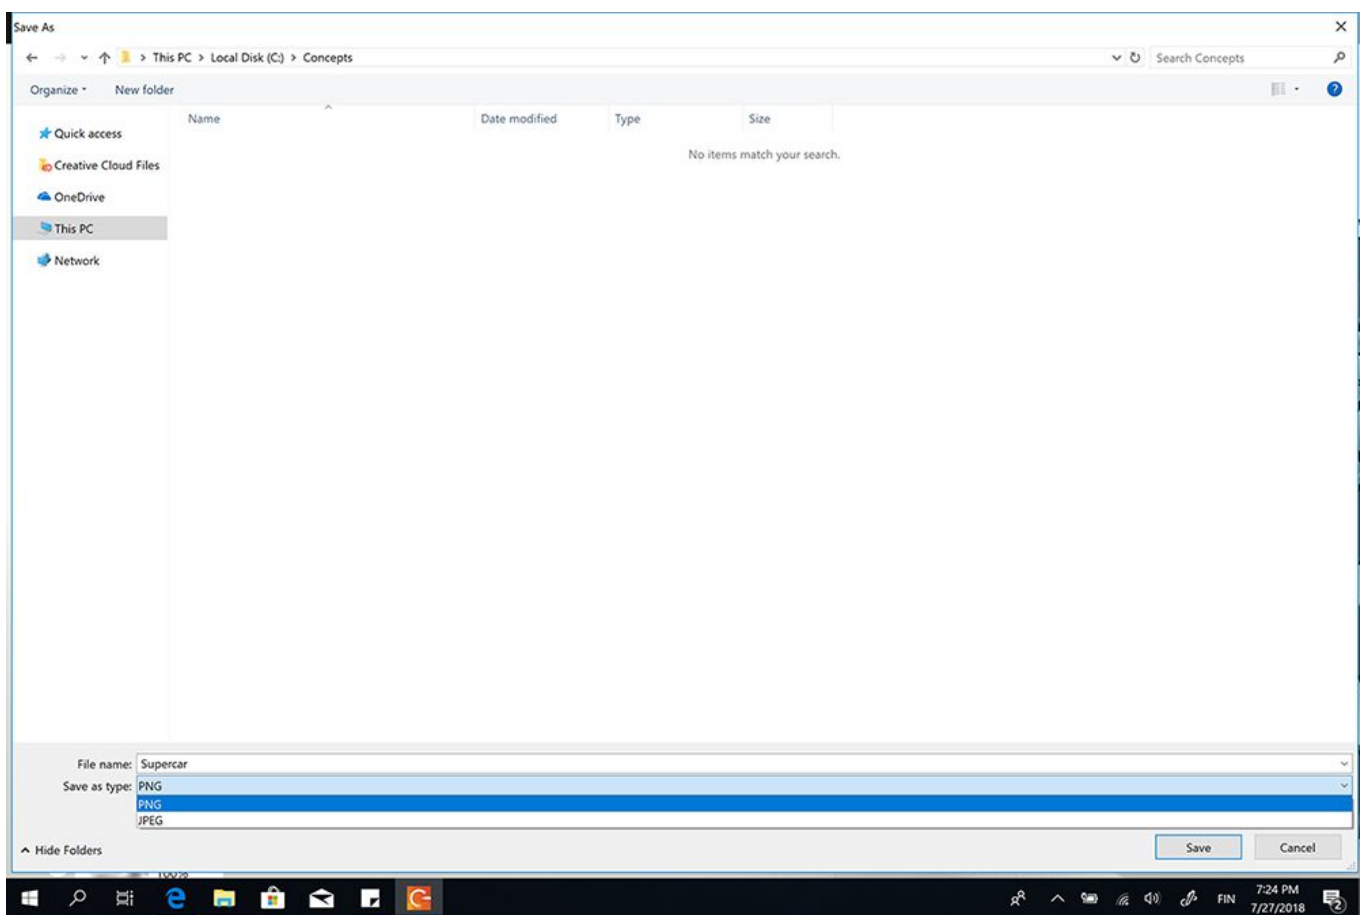 Save As
> This PC > Local Disk (C:) > Concepts
Search Concepts
Organize
New folder
Name
Date modified
Type
Size
No items match your search.
Quick access
Creative Cloud Files
OneDrive
This PC
Network
File name: Supercar
Save as type: PNG
PNG
JPEG
Hide Folders
Save
Cancel
100%
FIN
7:24 PM
7/27/2018
2